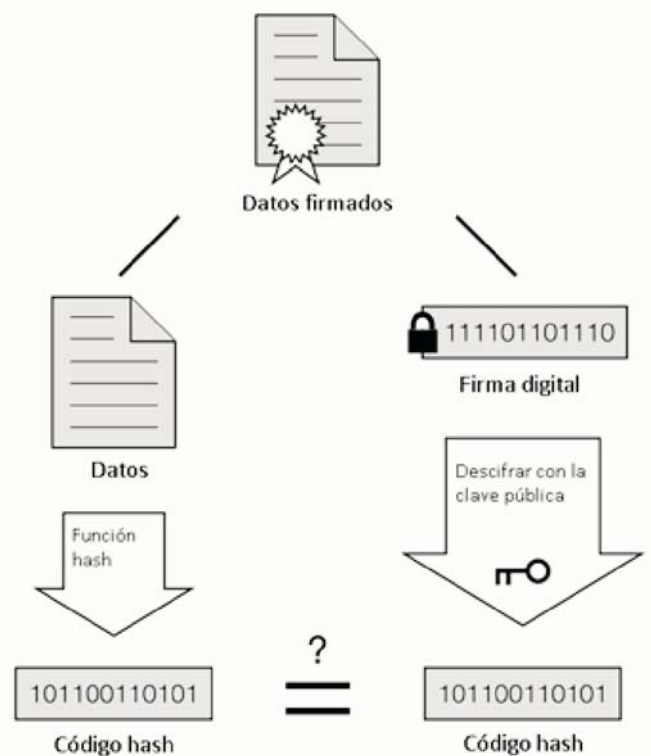 Datos firmados
111101101110
Firma digital
Datos
Descifrar con la
clave pública
Función
hash
?
101100110101
101100110101
Código hash
Código hash